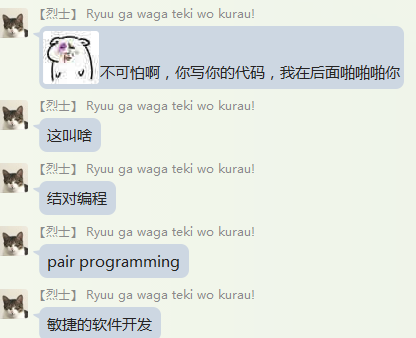 【烈士】 Ryuu ga waga teki wo kurau!
不可怕啊，你写你的代码，我在后面啪啪啪你
【烈士】 Ryuu ga waga teki wo kurau!
这叫啥
【烈士】 Ryuu ga waga teki wo kurau!
结对编程
【烈士】 Ryuu ga waga teki wo kurau!
pair programming
【烈士】 Ryuu ga waga teki wo kurau!
敏捷的软件开发